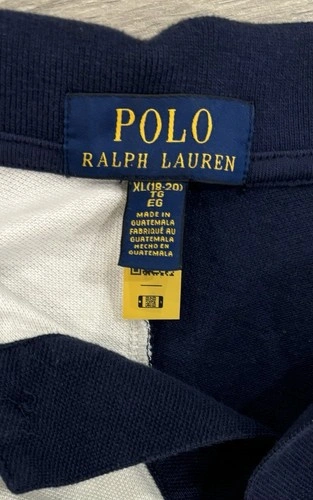 POLO
RALPH LAUREN
XL(18-20)
TG
EG
MADE IN
GUATEMALA
FABRIQUÉ AU
GUATEMALA
HECHO EN
GUATEMALA